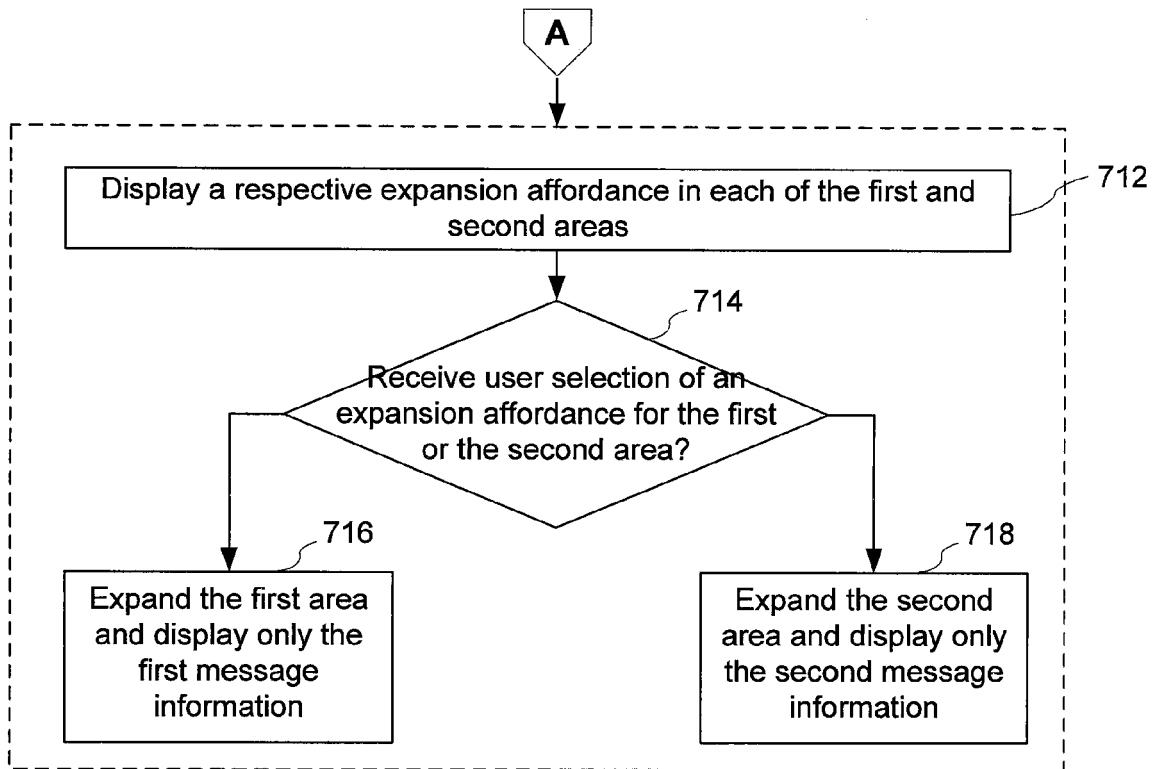 A
Display a respective expansion affordance in each of the first and
second areas
712
714
Receive user selection of an
expansion affordance for the first
or the second area?
716
Expand the first area
and display only the
first message
information
718
Expand the second
area and display only
the second message
information